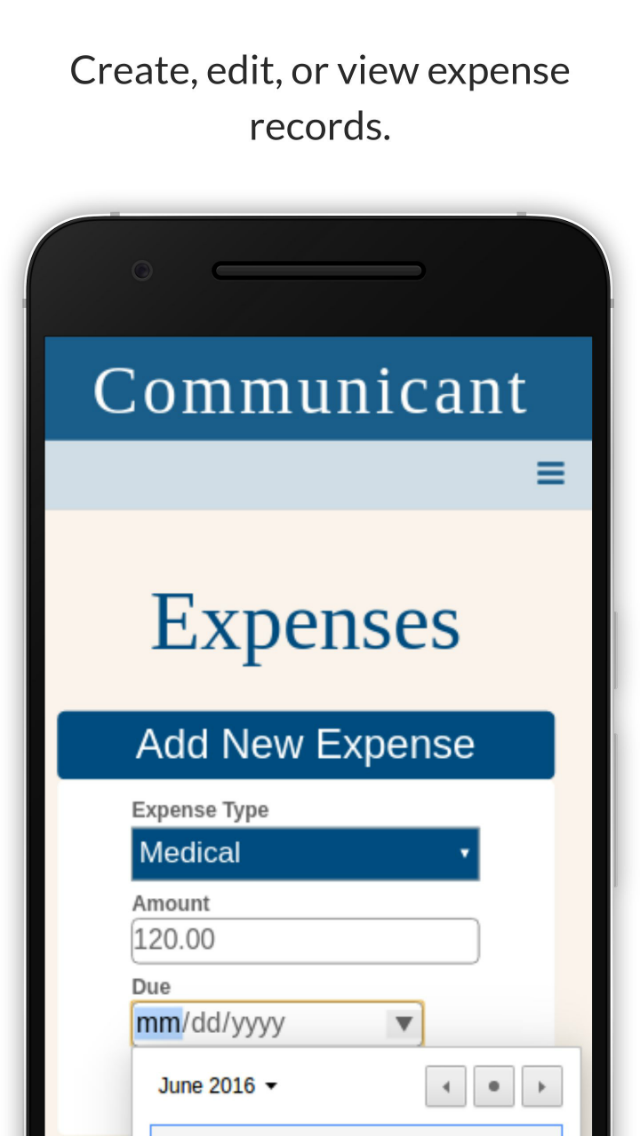 Create, edit, or view expense
records.
Communicant
Expenses
Add New Expense
Expense Type
Medical
Amount
120.00
Due
mm/dd/yyyy
June 2016